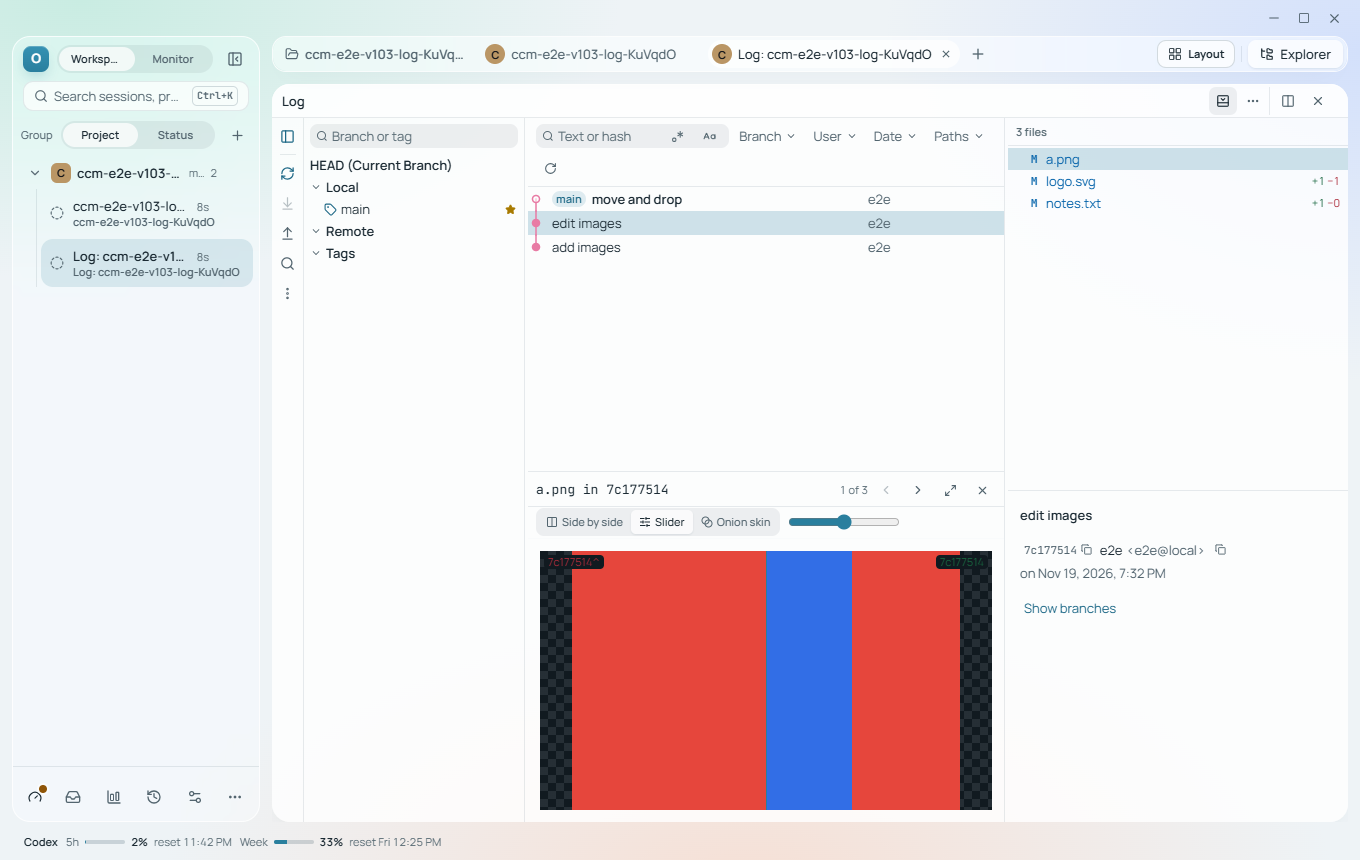 O
Worksp…
Monitor
Search sessions, pr…
Ctrl+K
Group
Project
Status
C
ccm-e2e-v103-…
m…
2
ccm-e2e-v103-lo…
8s
ccm-e2e-v103-log-KuVqdO
Log: ccm-e2e-v1…
8s
Log: ccm-e2e-v103-log-KuVqdO
ccm-e2e-v103-log-KuVq…
C
ccm-e2e-v103-log-KuVqdO
C
Log: ccm-e2e-v103-log-KuVqdO
Layout
Explorer
Log
Branch or tag
HEAD (Current Branch)
Local
main
Remote
Tags
Text or hash
.*
Aa
Branch
User
Date
Paths
main
move and drop
e2e
edit images
e2e
add images
e2e
a.png in 7c177514
1 of 3
Side by side
Slider
Onion skin
7c177514^
7c177514
3 files
M
a.png
M
logo.svg
+1 −1
M
notes.txt
+1 −0
edit images
7c177514
e2e <e2e@local>
on Nov 19, 2026, 7:32 PM
Show branches
Codex 5h 2% reset 11:42 PM Week 33% reset Fri 12:25 PM